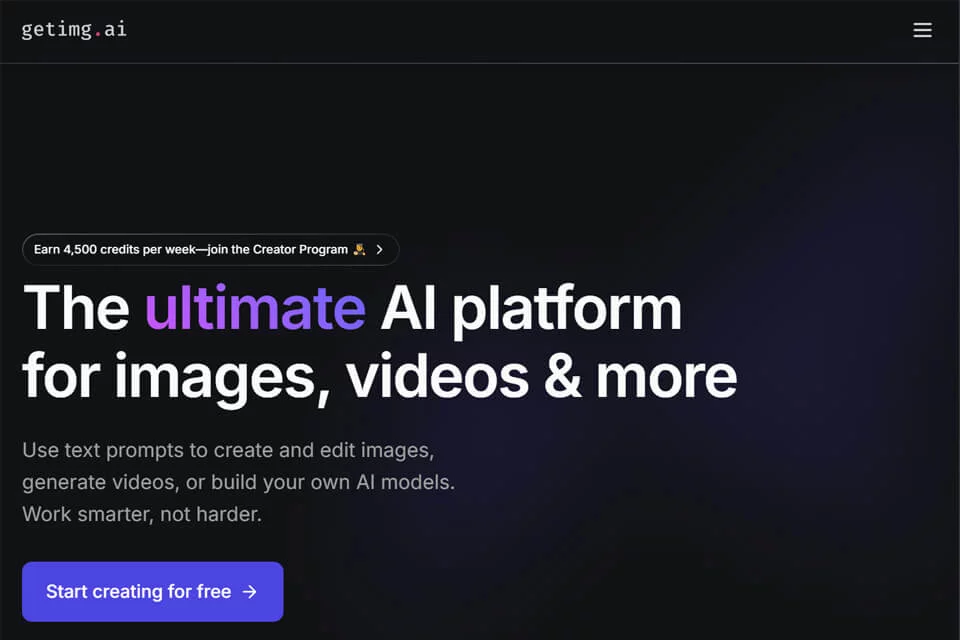 getimg.ai
Earn 4,500 credits per week—join the Creator Program
The ultimate AI platform
for images, videos & more
Use text prompts to create and edit images,
generate videos, or build your own AI models.
Work smarter, not harder.
Start creating for free →